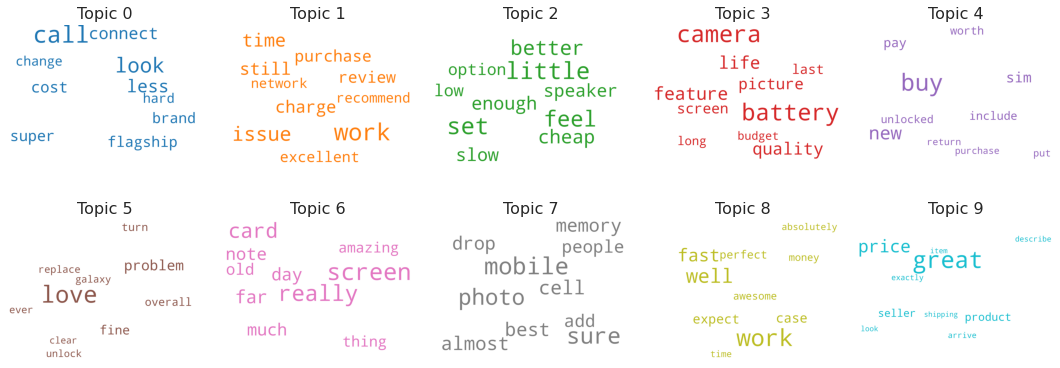 Topic 0
call connect
change look
cost less
hard
brand
super flagship
Topic 1
time
purchase
still review
network
recommend
charge
issue work
excellent
Topic 2
better
option little
low speaker
enough
set feel
cheap
slow
Topic 3
camera
life last
picture
feature
screen battery
budget
long quality
Topic 4
worth
pay
buy sim
unlocked include
new
return
purchase put
Topic 5
turn
replace problem
galaxy
love
ever overall
fine
clear
unlock
Topic 6
card
note amazing
old day screen
far really
much
thing
Topic 7
memory
drop people
mobile
photo cell
add
best sure
almost
Topic 8
absolutely
fast perfect money
well
awesome
expect case
work
time
Topic 9
describe
price item
great
exactly
seller shipping product
look
arrive